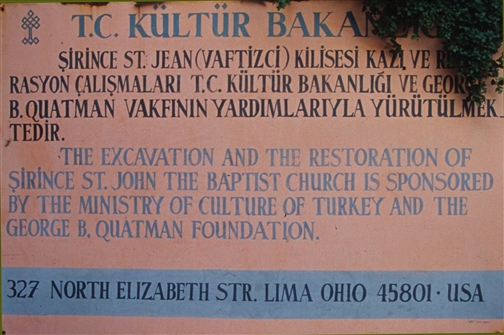 T.C. KÜLTÜR BAKANLIĞI
ŞİRİNCE ST. JEAN (VAFTİZCİ) KİLİSESİ KAZI VE
RASYON ÇALIŞMALARI T.C. KÜLTÜR BAKANLIĞI VE GEORGE
B. QUATMAN VAKFININ YARDIMLARIYLA YÜRÜTÜLMEK
TEDİR.
THE EXCAVATION AND THE RESTORATION OF
ŞİRİNCE ST. JOHN THE BAPTIST CHURCH IS SPONSORED
BY THE MINISTRY OF CULTURE OF TURKEY AND THE
GEORGE B. QUATMAN FOUNDATION.
327 NORTH ELIZABETH STR. LIMA OHIO 45801 · USA